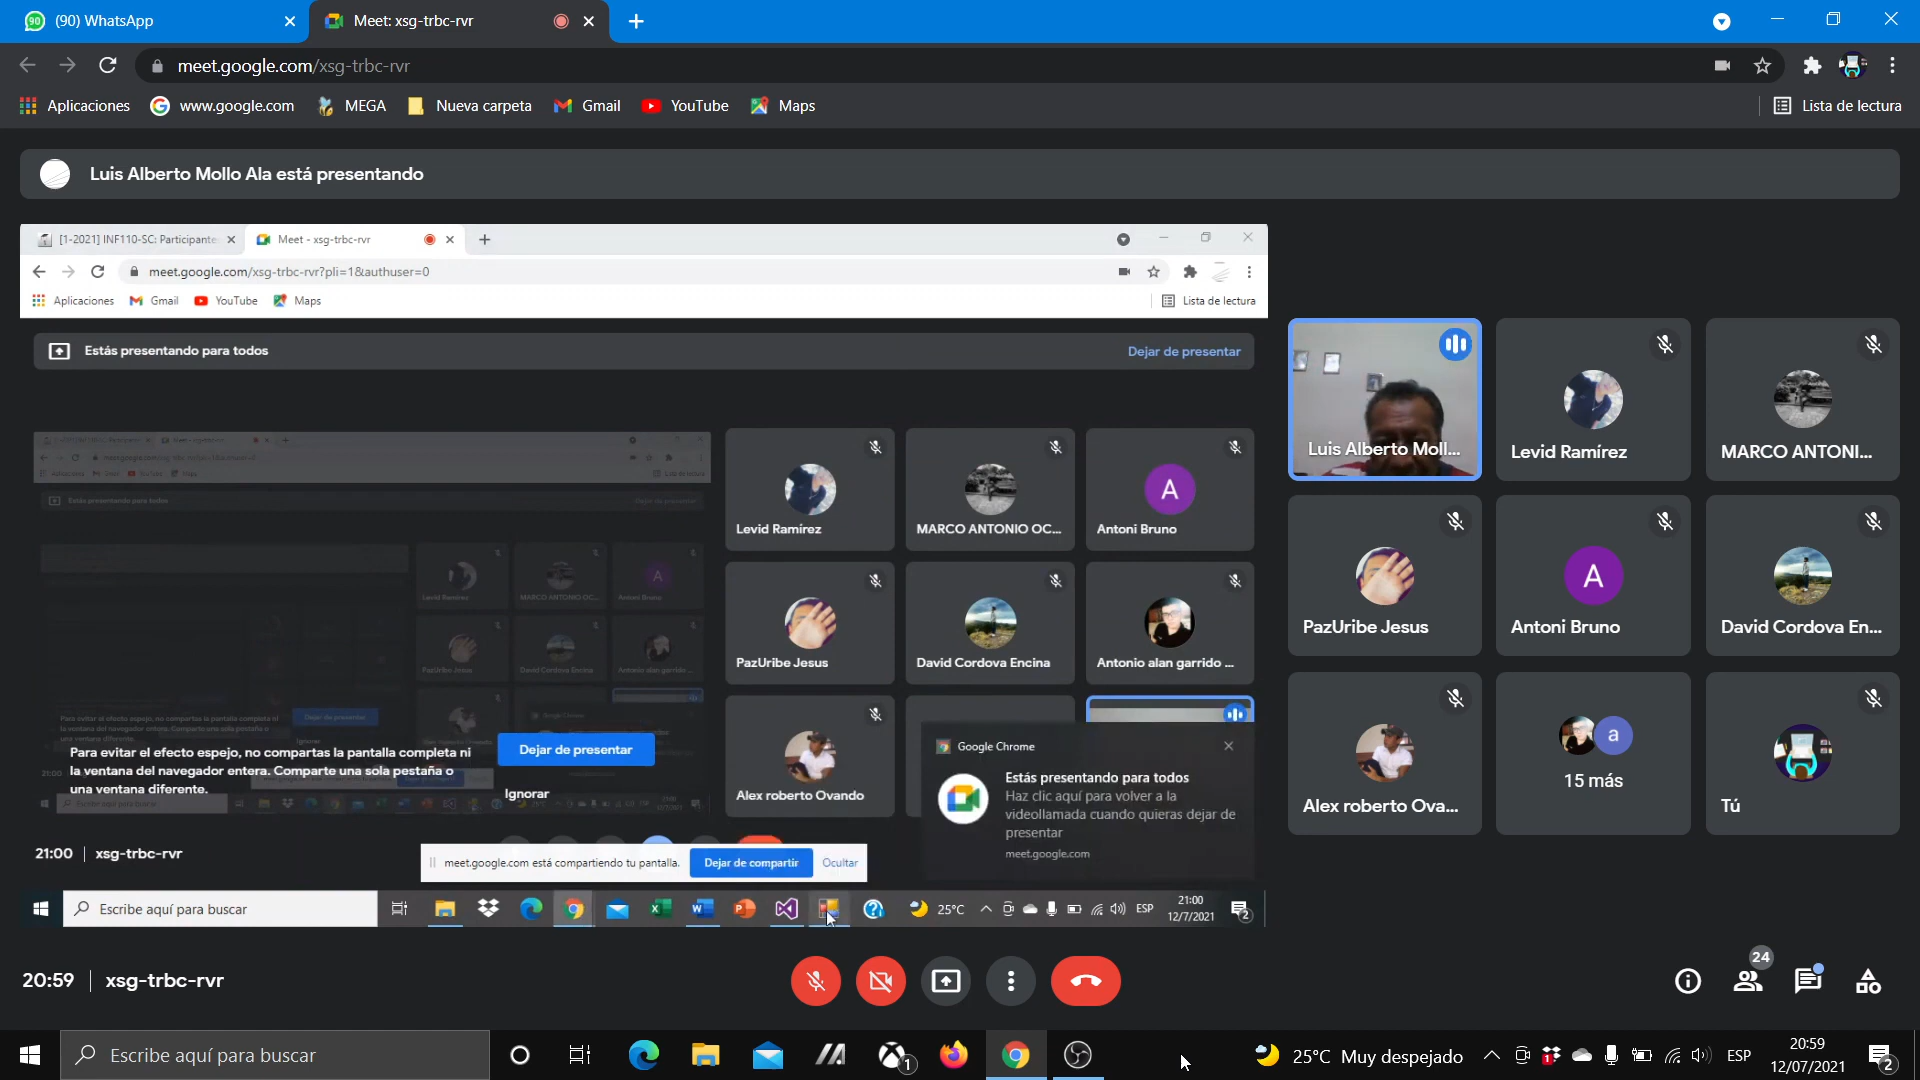 (90) WhatsApp
Meet: xsg-trbc-rvr
meet.google.com/xsg-trbc-rvr
Aplicaciones
www.google.com
MEGA
Nueva carpeta
Gmail
YouTube
Maps
Lista de lectura
Luis Alberto Mollo Ala está presentando
[1-2021] INF110-SC: Participante
Meet - xsg-trbc-rvr
meet.google.com/xsg-trbc-rvr?pli=1&authuser=0
Aplicaciones
Gmail
YouTube
Maps
Lista de lectura
Estás presentando para todos
Dejar de presentar
Levid Ramírez
MARCO ANTONIO OC...
A
Antoni Bruno
PazUribe Jesus
David Cordova Encina
Antonio alan garrido ...
Alex roberto Ovando
Para evitar el efecto espejo, no compartas la pantalla completa ni
la ventana del navegador entera. Comparte una sola pestaña o
una ventana diferente.
Dejar de presentar
Ignorar
Google Chrome
Estás presentando para todos
Haz clic aquí para volver a la
videollamada cuando quieras dejar de
presentar
meet.google.com
21:00
xsg-trbc-rvr
meet.google.com está compartiendo tu pantalla.
Dejar de compartir
Ocultar
Escribe aquí para buscar
25°C
ESP
21:00
12/7/2021
2
Luis Alberto Moll...
Levid Ramírez
MARCO ANTONI...
PazUribe Jesus
A
Antoni Bruno
David Cordova En...
Alex roberto Ova...
a
15 más
Tú
20:59
xsg-trbc-rvr
24
Escribe aquí para buscar
1
25°C Muy despejado
1
ESP
20:59
12/07/2021
2